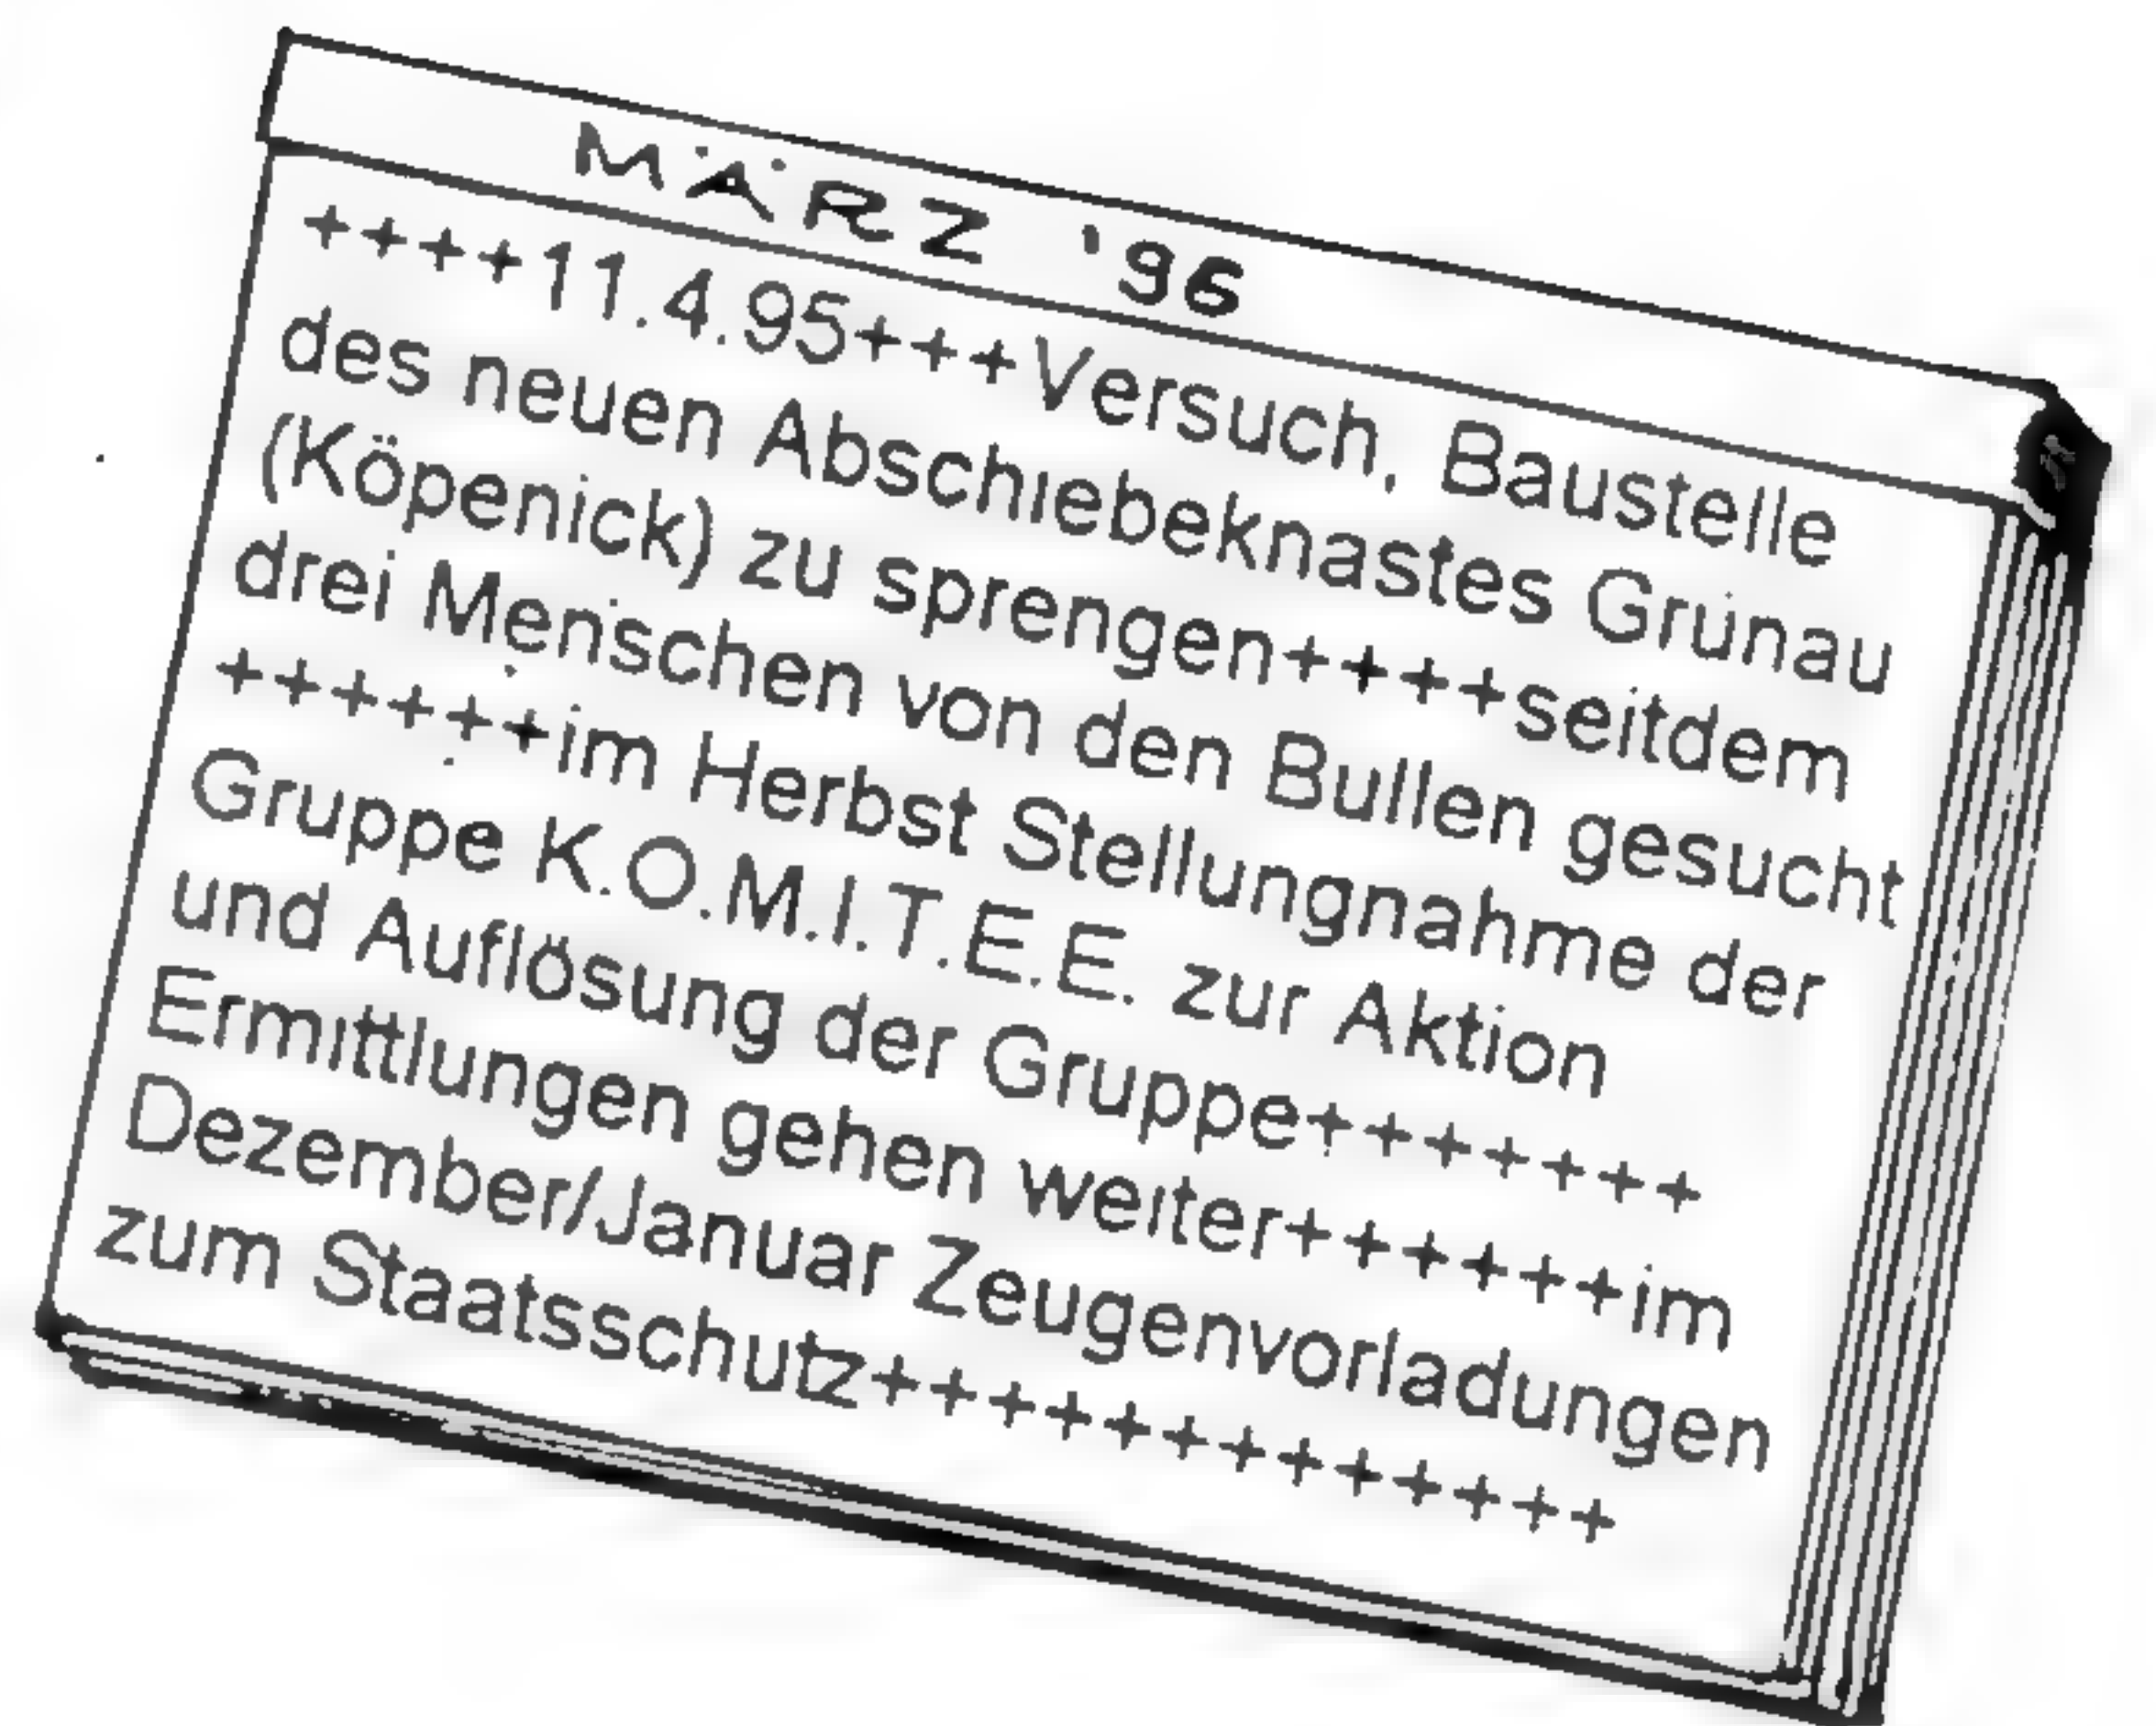 MÄRZ '96
++++11.4.95+++Versuch, Baustelle
des neuen Abschiebeknastes Grünau
(Köpenick) zu sprengen++++seitdem
drei Menschen von den Bullen gesucht
++++++im Herbst Stellungnahme der
Gruppe K.O.M.I.T.E.E. zur Aktion
und Auflösung der Gruppe+++++++
Ermittlungen gehen weiter++++++im
Dezember/Januar Zeugenvorladungen
zum Staatsschutz+++++++++++++